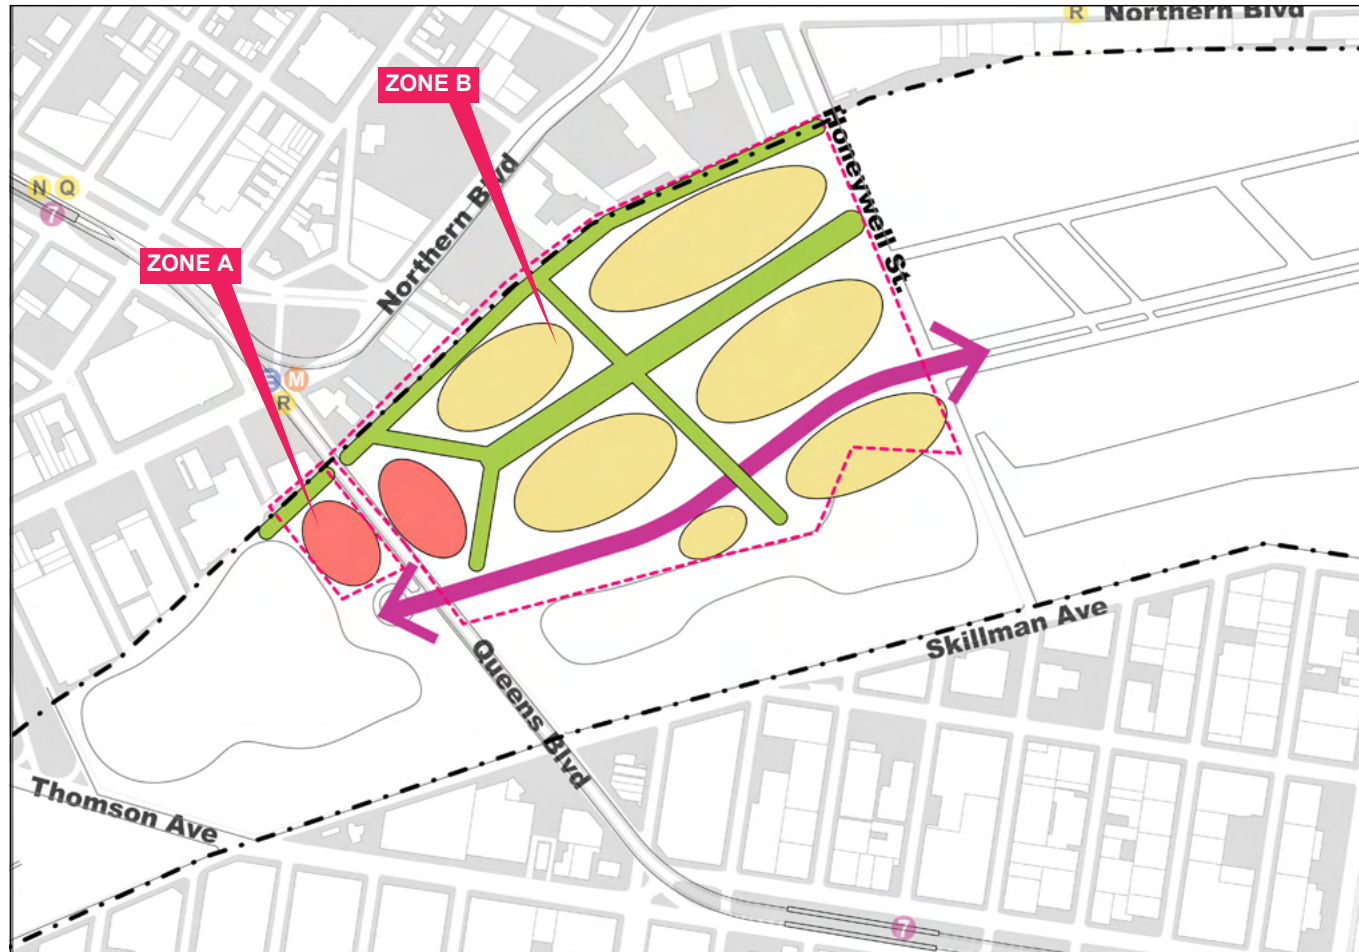 R Northern Blvd
ZONE B
Honeywell St.
N Q
7
Northern Blvd
ZONE A
M
R
Skillman Ave
Queens Blvd
Thomson Ave
7